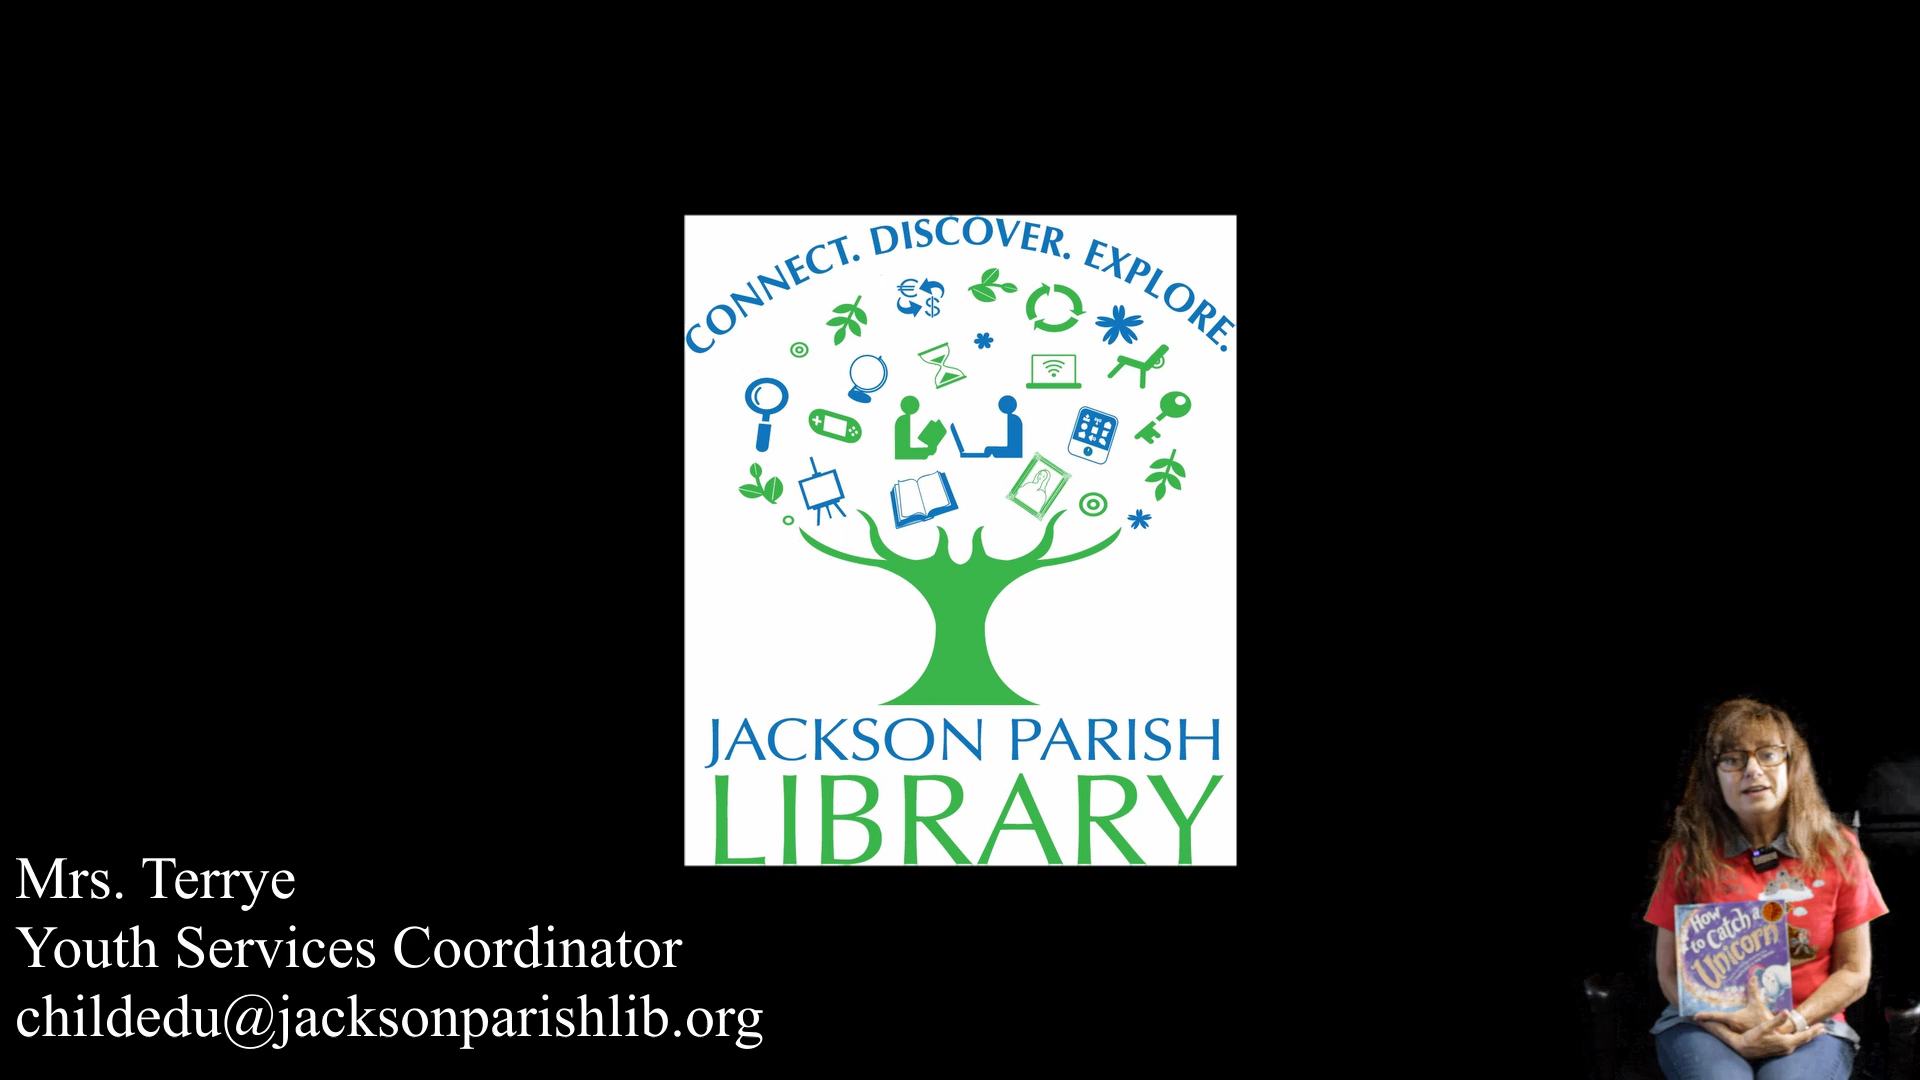 CONNECT. DISCOVER. EXPLORE.
€
$
JACKSON PARISH
LIBRARY
Mrs. Terrye
Youth Services Coordinator
childedu@jacksonparishlib.org
How
to Catch a
Unicorn